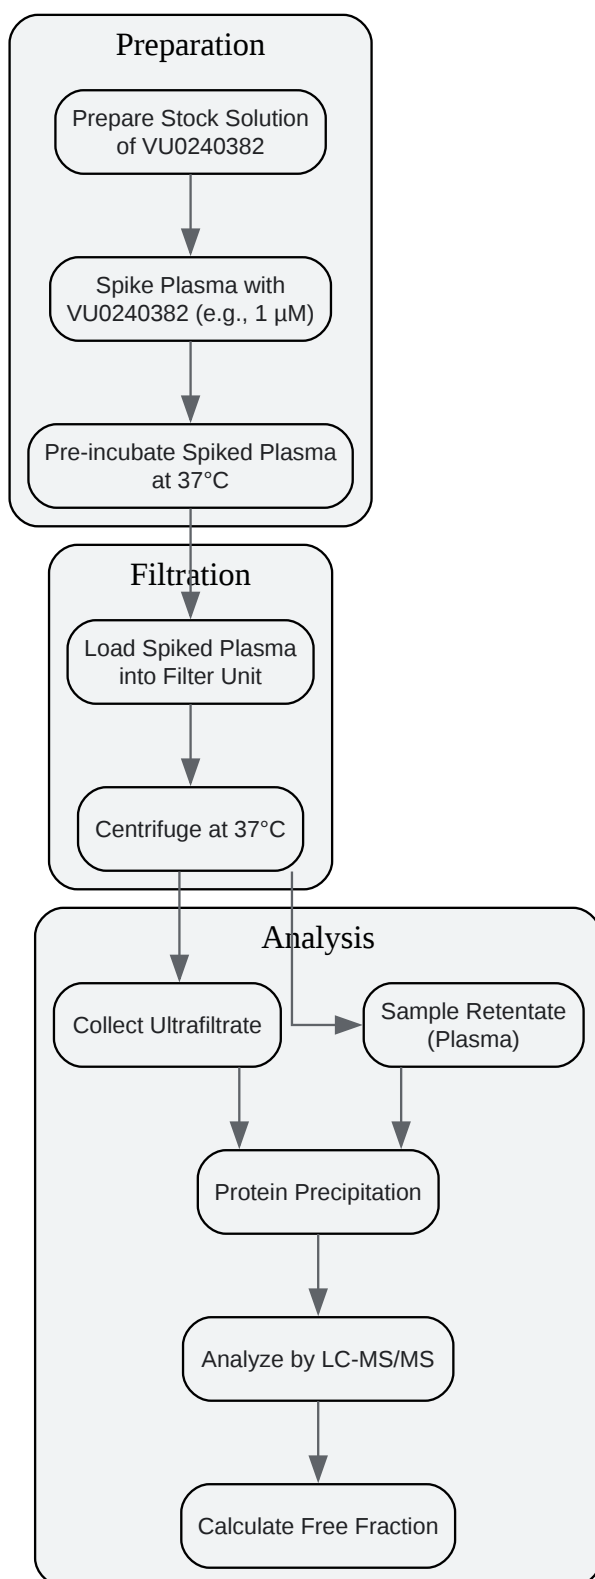 Preparation
Prepare Stock Solution
of VU0240382
Spike Plasma with
VU0240382 (e.g., 1 µM)
Pre-incubate Spiked Plasma
at 37°C
Filtration
Load Spiked Plasma
into Filter Unit
Centrifuge at 37°C
Analysis
Collect Ultrafiltrate
Sample Retentate
(Plasma)
Protein Precipitation
Analyze by LC-MS/MS
Calculate Free Fraction